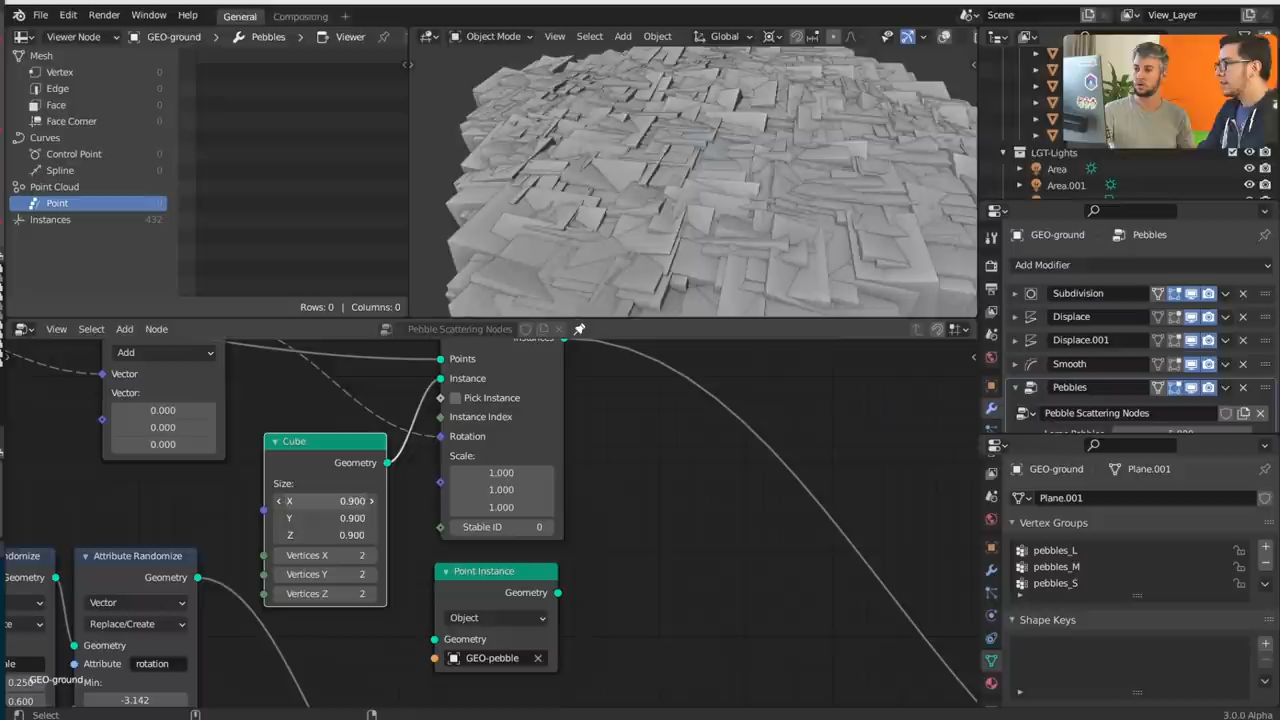 File Edit Render Window Help General Compositing + Scene View_Layer
Viewer Node GEO-ground > Pebbles > Viewer
Object Mode View Select Add Object Global
Mesh
Vertex 0
Edge 0
Face 0
Face Corner 0
Curves
Control Point 0
Spline 0
Point Cloud
Point
Instances 432
Rows: 0 | Columns: 0
LGT-Lights
Area
Area.001
GEO-ground > Pebbles
Add Modifier
Subdivision
Displace
Displace.001
Smooth
Pebbles
Pebble Scattering Nodes
View Select Add Node Pebble Scattering Nodes
Add
Vector
Vector:
0.000
0.000
0.000
Points
Instance
Pick Instance
Instance Index
Rotation
Scale:
1.000
1.000
1.000
Stable ID 0
Cube
Geometry
Size:
X 0.900
Y 0.900
Z 0.900
Vertices X 2
Vertices Y 2
Vertices Z 2
Point Instance
Geometry
Object
Geometry
GEO-pebble
Attribute Randomize
Geometry
Vector
Replace/Create
Geometry
Attribute rotation
Min:
-3.142
0.600
GEO-ground
GEO-ground > Plane.001
Plane.001
Vertex Groups
pebbles_L
pebbles_M
pebbles_S
Shape Keys
Select
3.0.0 Alpha